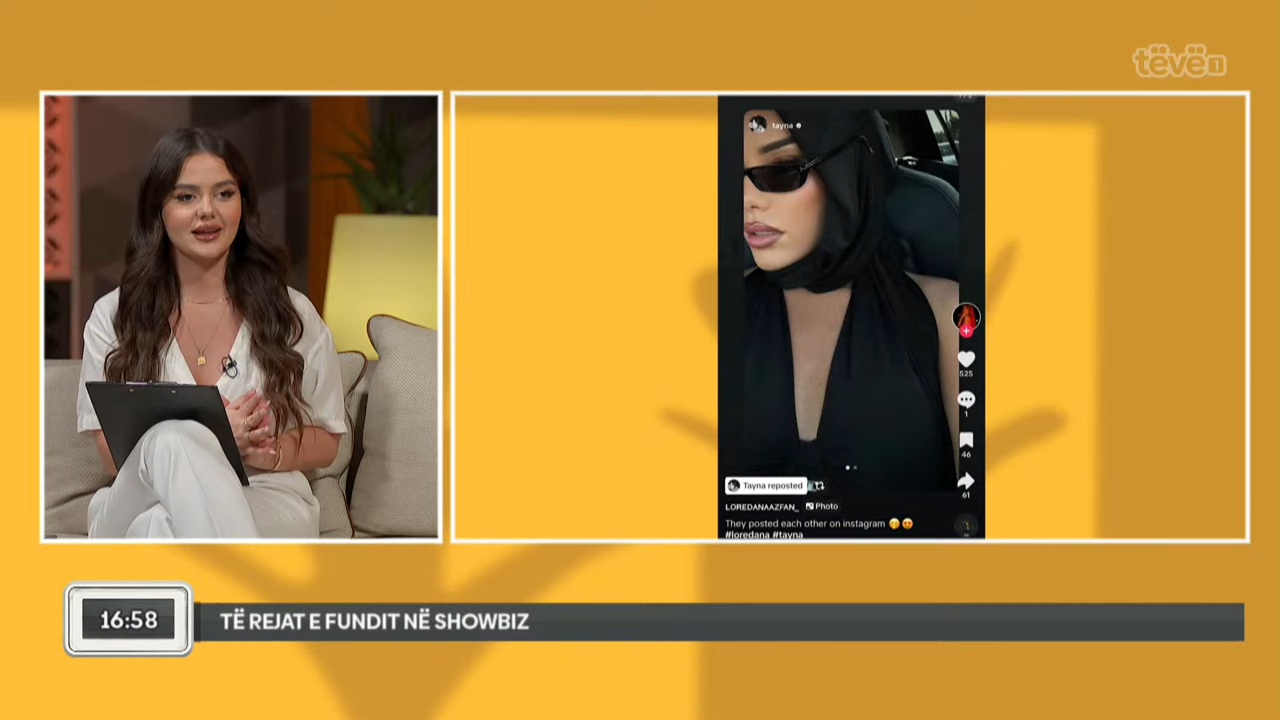 tëvë1
tayna
525
1
46
61
Tayna reposted
LOREDANAAZFAN_ Photo
They posted each other on instagram
#loredana #tayna
16:58 TË REJAT E FUNDIT NË SHOWBIZ